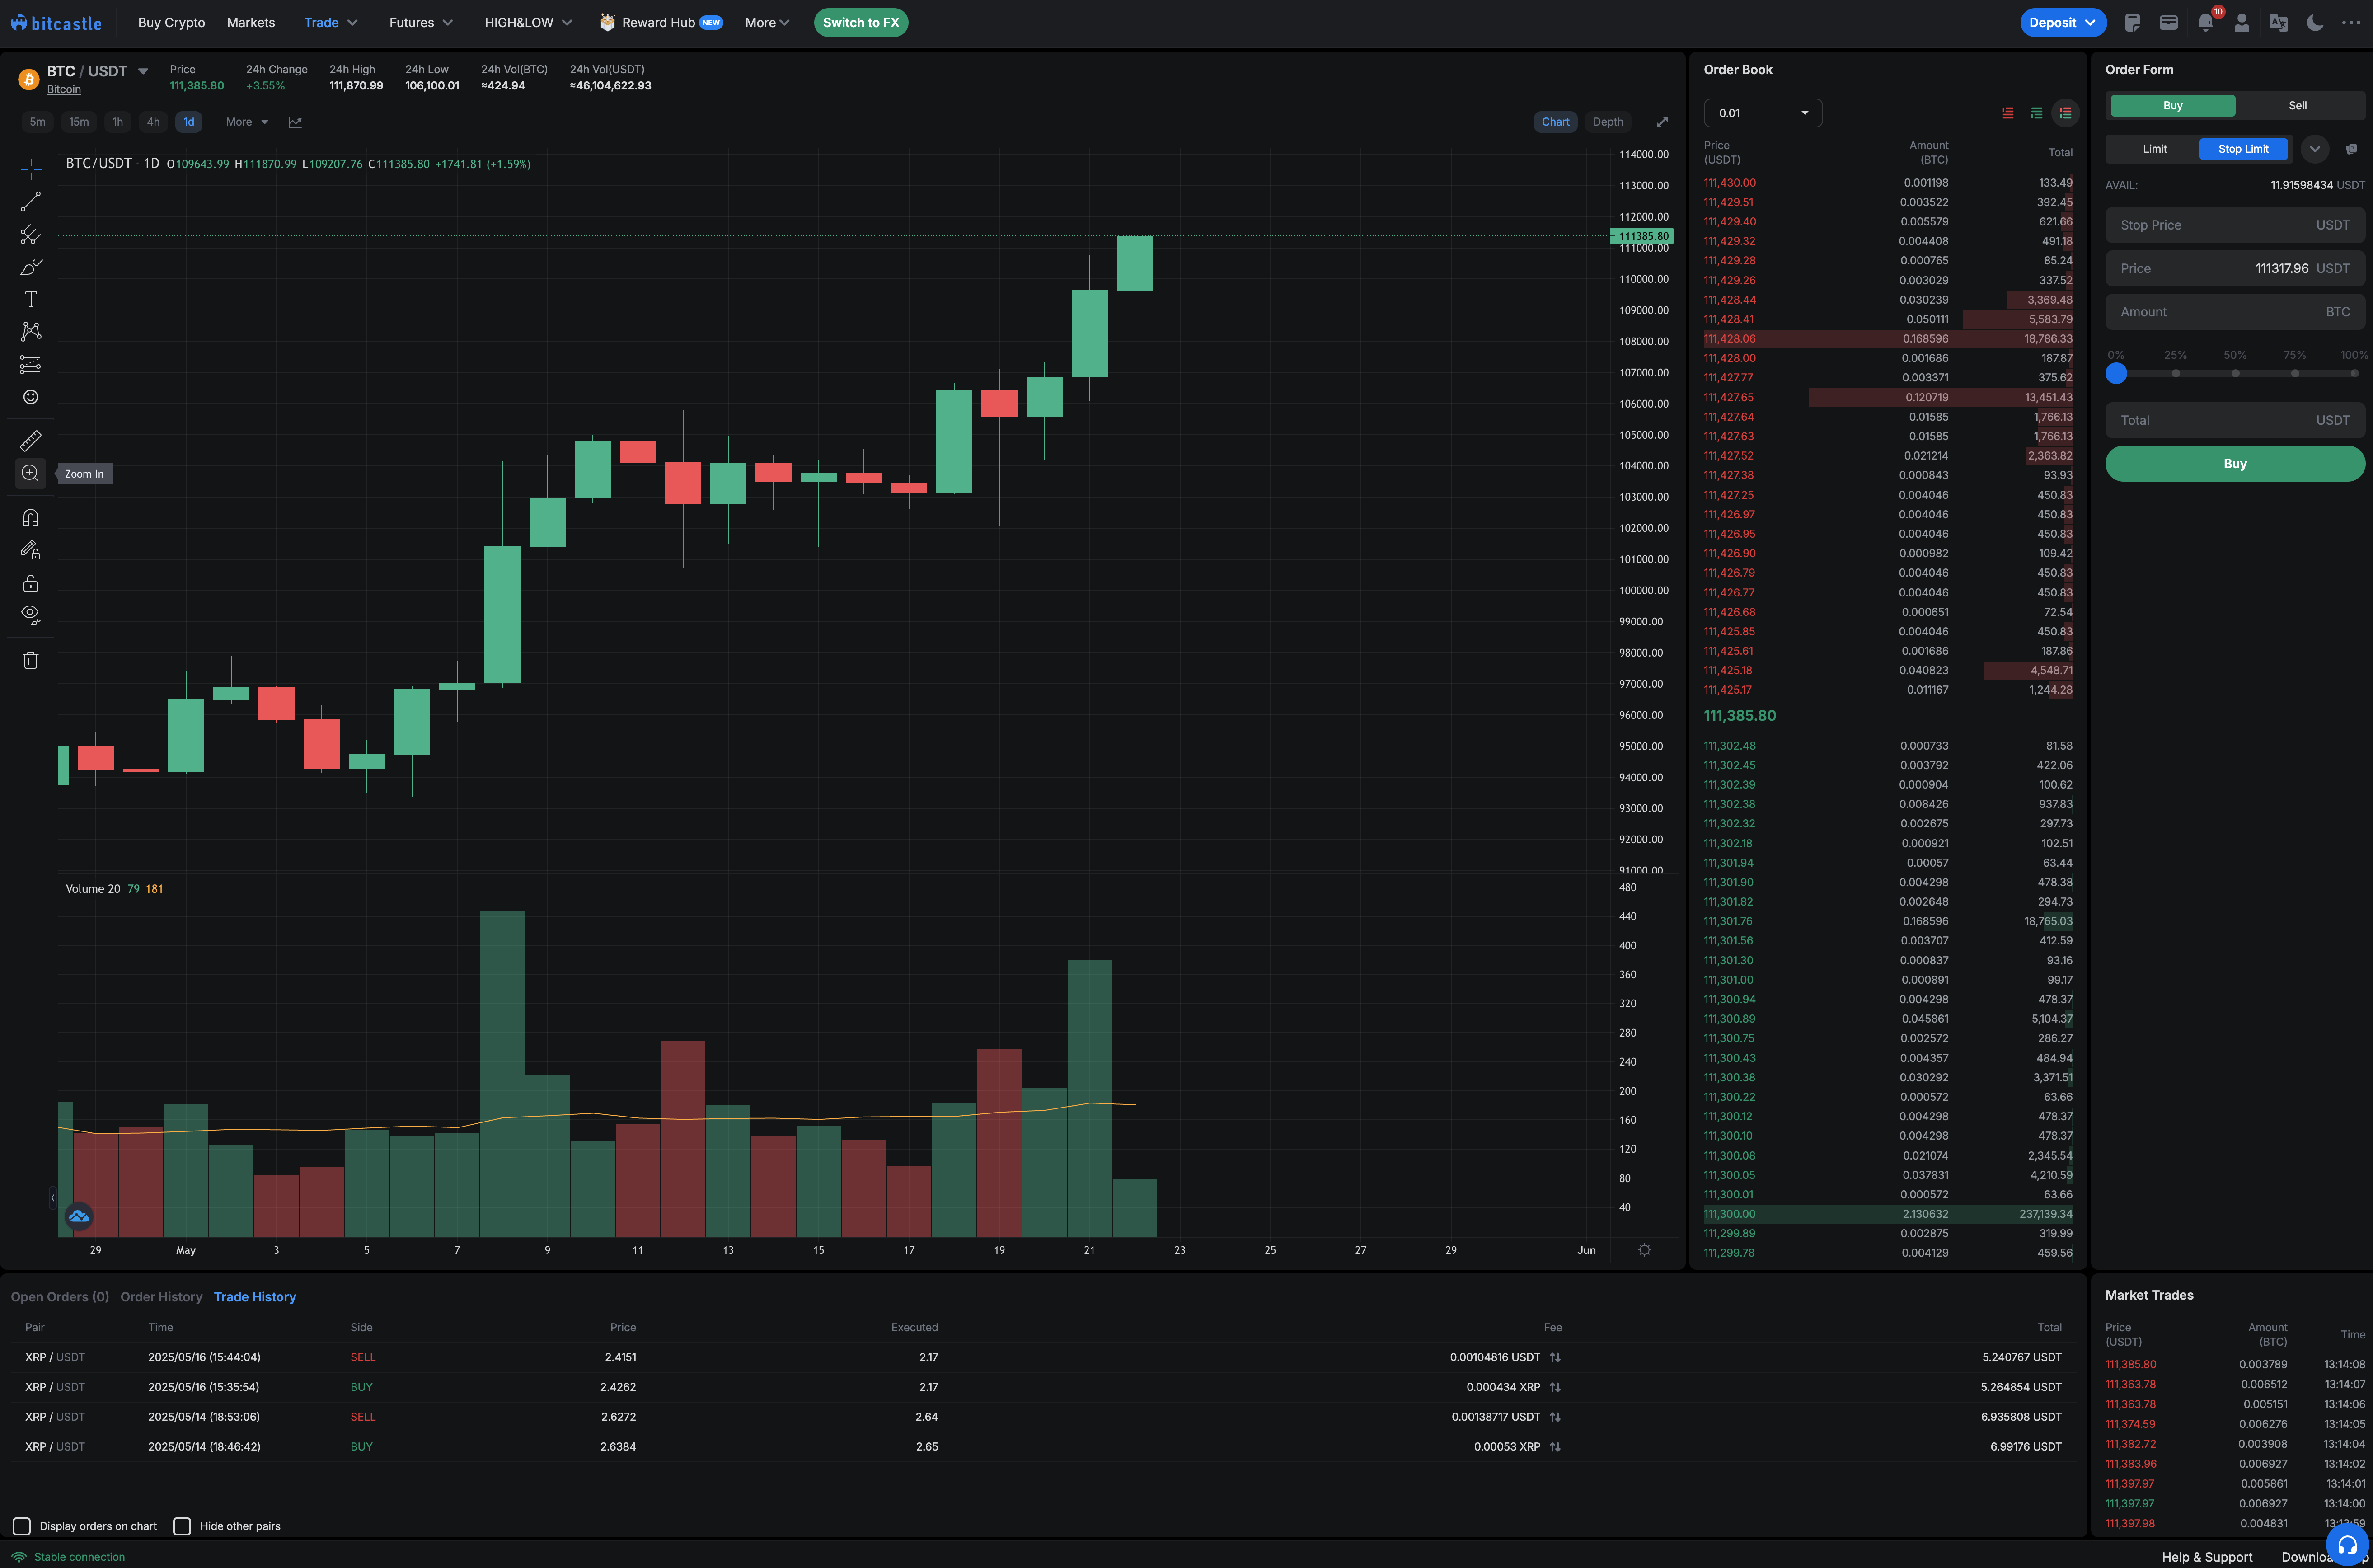 bitcastle Buy Crypto Markets Trade Futures HIGH&LOW Reward Hub NEW More Switch to FX Deposit 10
BTC / USDT Bitcoin
Price 24h Change 24h High 24h Low 24h Vol(BTC) 24h Vol(USDT)
111,385.80 +3.55% 111,870.99 106,100.01 ≈424.94 ≈46,104,622.93
5m 15m 1h 4h 1d More Chart Depth
BTC/USDT · 1D O109643.99 H111870.99 L109207.76 C111385.80 +1741.81 (+1.59%)
114000.00
113000.00
112000.00
111385.80
111000.00
110000.00
109000.00
108000.00
107000.00
106000.00
105000.00
104000.00
103000.00
102000.00
101000.00
100000.00
99000.00
98000.00
97000.00
96000.00
95000.00
94000.00
93000.00
92000.00
91000.00
Zoom In
Volume 20 79 181
480
440
400
360
320
280
240
200
160
120
80
40
29 May 3 5 7 9 11 13 15 17 19 21 23 25 27 29 Jun
Order Book
0.01
Price (USDT) Amount (BTC) Total
111,430.00 0.001198 133.49
111,429.51 0.003522 392.45
111,429.40 0.005579 621.66
111,429.32 0.004408 491.18
111,429.28 0.000765 85.24
111,429.26 0.003029 337.52
111,428.44 0.030239 3,369.48
111,428.41 0.050111 5,583.79
111,428.06 0.168596 18,786.33
111,428.00 0.001686 187.87
111,427.77 0.003371 375.62
111,427.65 0.120719 13,451.43
111,427.64 0.01585 1,766.13
111,427.63 0.01585 1,766.13
111,427.52 0.021214 2,363.82
111,427.38 0.000843 93.93
111,427.25 0.004046 450.83
111,426.97 0.004046 450.83
111,426.95 0.004046 450.83
111,426.90 0.000982 109.42
111,426.79 0.004046 450.83
111,426.77 0.004046 450.83
111,426.68 0.000651 72.54
111,425.85 0.004046 450.83
111,425.61 0.001686 187.86
111,425.18 0.040823 4,548.71
111,425.17 0.011167 1,244.28
111,385.80
111,302.48 0.000733 81.58
111,302.45 0.003792 422.06
111,302.39 0.000904 100.62
111,302.38 0.008426 937.83
111,302.32 0.002675 297.73
111,302.18 0.000921 102.51
111,301.94 0.00057 63.44
111,301.90 0.004298 478.38
111,301.82 0.002648 294.73
111,301.76 0.168596 18,765.03
111,301.56 0.003707 412.59
111,301.30 0.000837 93.16
111,301.00 0.000891 99.17
111,300.94 0.004298 478.37
111,300.89 0.045861 5,104.37
111,300.75 0.002572 286.27
111,300.43 0.004357 484.94
111,300.38 0.030292 3,371.51
111,300.22 0.000572 63.66
111,300.12 0.004298 478.37
111,300.10 0.004298 478.37
111,300.08 0.021074 2,345.54
111,300.05 0.037831 4,210.59
111,300.01 0.000572 63.66
111,300.00 2.130632 237,139.34
111,299.89 0.002875 319.99
111,299.78 0.004129 459.56
Order Form
Buy Sell
Limit Stop Limit
AVAIL: 11.91598434 USDT
Stop Price USDT
Price 111317.96 USDT
Amount BTC
0% 25% 50% 75% 100%
Total USDT
Buy
Open Orders (0) Order History Trade History
Pair Time Side Price Executed Fee Total
XRP / USDT 2025/05/16 (15:44:04) SELL 2.4151 2.17 0.00104816 USDT 5.240767 USDT
XRP / USDT 2025/05/16 (15:35:54) BUY 2.4262 2.17 0.000434 XRP 5.264854 USDT
XRP / USDT 2025/05/14 (18:53:06) SELL 2.6272 2.64 0.00138717 USDT 6.935808 USDT
XRP / USDT 2025/05/14 (18:46:42) BUY 2.6384 2.65 0.00053 XRP 6.99176 USDT
Display orders on chart Hide other pairs
Market Trades
Price (USDT) Amount (BTC) Time
111,385.80 0.003789 13:14:08
111,363.78 0.006512 13:14:07
111,363.78 0.005151 13:14:06
111,374.59 0.006276 13:14:05
111,382.72 0.003908 13:14:04
111,383.96 0.006927 13:14:02
111,397.97 0.005861 13:14:01
111,397.97 0.006927 13:14:00
111,397.98 0.004831
Stable connection
Help & Support